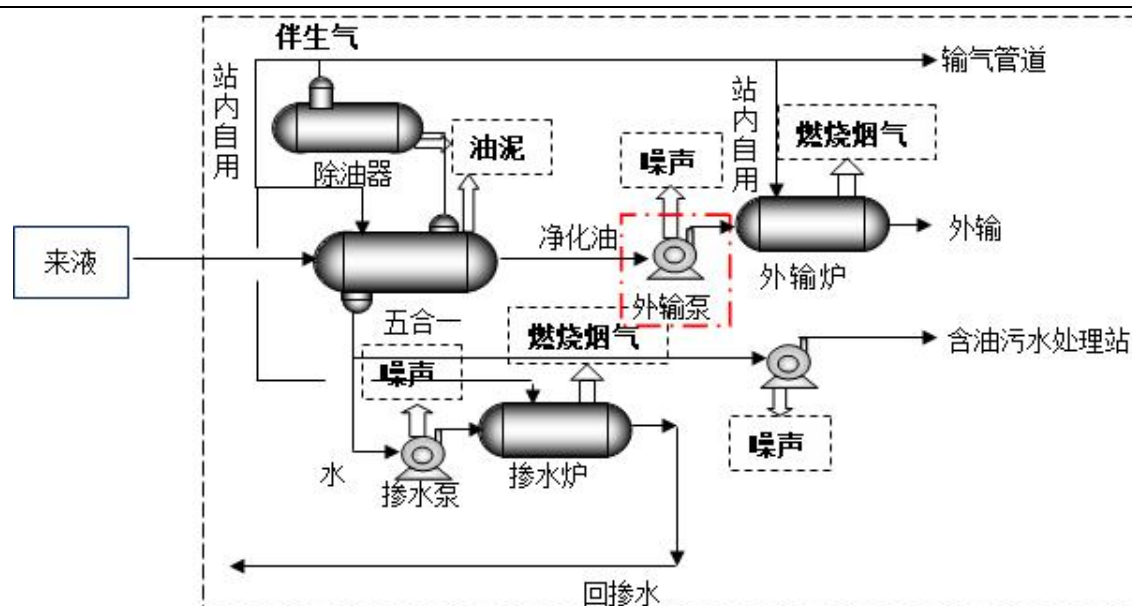 伴生气
输气管道
站内自用
站内自用
燃烧烟气
油泥
噪声
除油器
净化油
外输
来液
外输炉
外输泵
五合一
燃烧烟气
含油污水处理站
噪声
噪声
水
掺水泵
掺水炉
回掺水